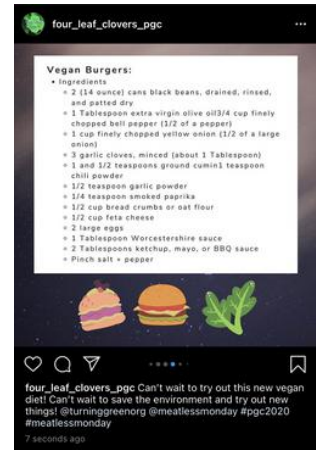 four_leaf_clovers_pgc
Vegan Burgers:
Ingredients
2 (14 ounce) cans black beans, drained, rinsed,
and patted dry
1 Tablespoon extra virgin olive oil3/4 cup finely
chopped bell pepper (1/2 of a pepper)
1 cup finely chopped yellow onion (1/2 of a large
onion)
3 garlic cloves, minced (about 1 Tablespoon)
1 and 1/2 teaspoons ground cumin1 teaspoon
chili powder
1/2 teaspoon garlic powder
1/4 teaspoon smoked paprika
1/2 cup bread crumbs or oat flour
1/2 cup feta cheese
2 large eggs
1 Tablespoon Worcestershire sauce
2 Tablespoons ketchup, mayo, or BBQ sauce
Pinch salt + pepper
four_leaf_clovers_pgc Can't wait to try out this new vegan
diet! Can't wait to save the environment and try out new
things! @turninggreenorg @meatlessmonday #pgc2020
#meatlessmonday
7 seconds ago